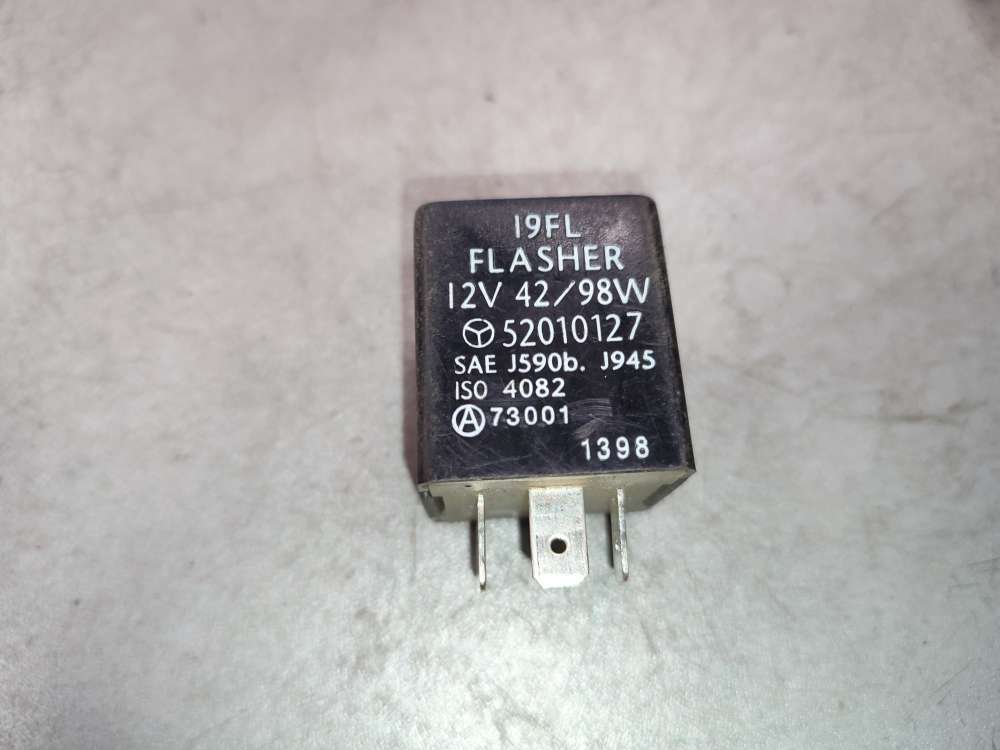 19FL
FLASHER
12V 42/98W
52010127
SAE J590b. J945
ISO 4082
Ⓐ 73001
1398